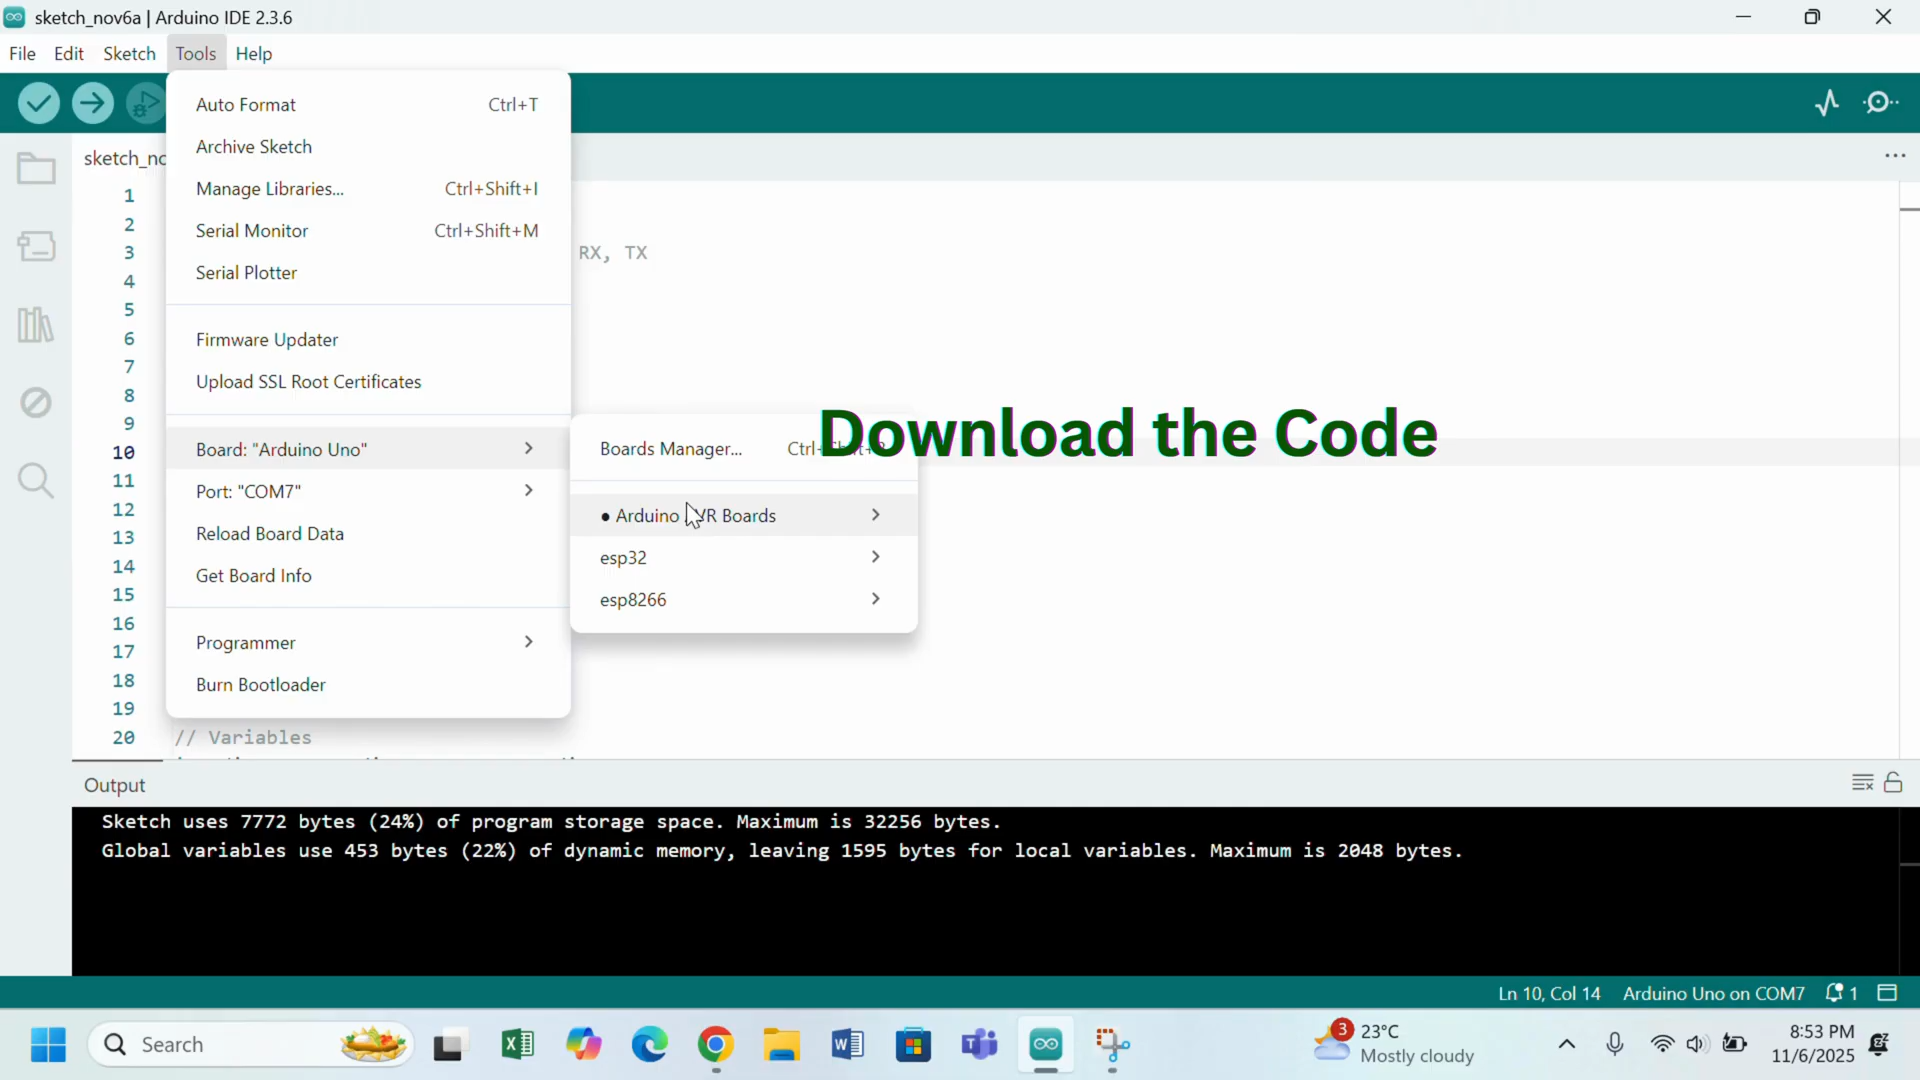 sketch_nov6a | Arduino IDE 2.3.6
File Edit Sketch Tools Help
Auto Format Ctrl+T
Archive Sketch
Manage Libraries... Ctrl+Shift+I
Serial Monitor Ctrl+Shift+M
Serial Plotter
Firmware Updater
Upload SSL Root Certificates
Board: "Arduino Uno"
Port: "COM7"
Reload Board Data
Get Board Info
Programmer
Burn Bootloader
Boards Manager...
Arduino Boards
esp32
esp8266
Download the Code
sketch_no
1
2
3 RX, TX
4
5
6
7
8
9
10
11
12
13
14
15
16
17
18
19
20 // Variables
Output
Sketch uses 7772 bytes (24%) of program storage space. Maximum is 32256 bytes.
Global variables use 453 bytes (22%) of dynamic memory, leaving 1595 bytes for local variables. Maximum is 2048 bytes.
Ln 10, Col 14 Arduino Uno on COM7 1
Search
3
23°C
Mostly cloudy
8:53 PM
11/6/2025